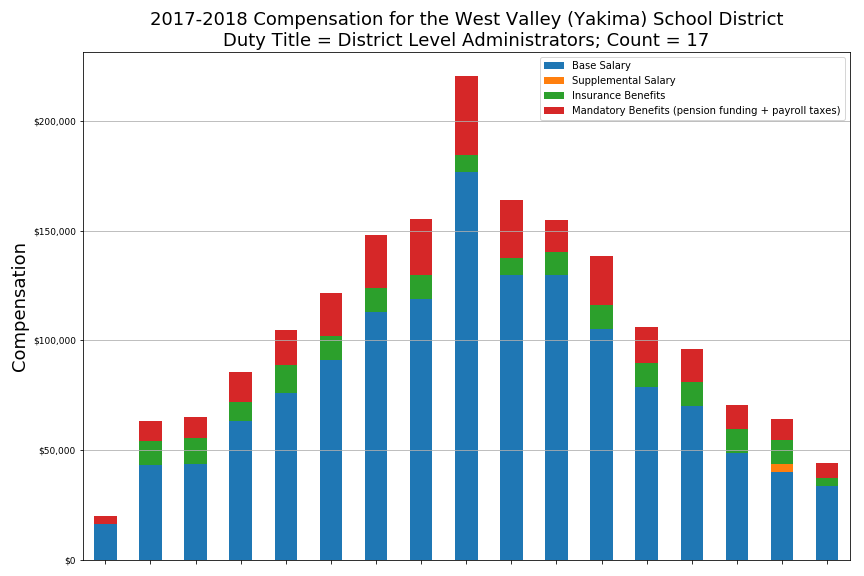 2017-2018 Compensation for the West Valley (Yakima) School District
Duty Title = District Level Administrators; Count = 17
Base Salary
Supplemental Salary
Insurance Benefits
Mandatory Benefits (pension funding + payroll taxes)
$200,000
$150,000
$100,000
$50,000
$0
Compensation